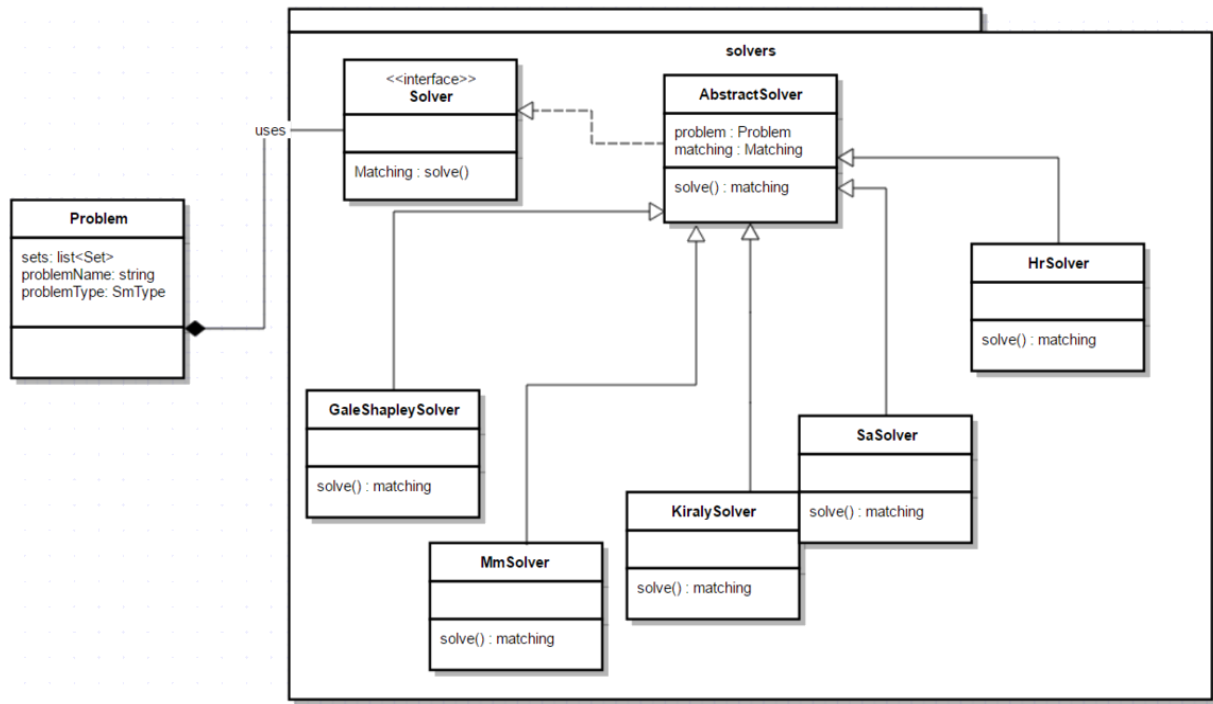 solvers
<<interface>>
Solver
Matching : solve()
AbstractSolver
problem : Problem
matching : Matching
solve() : matching
uses
Problem
sets: list<Set>
problemName: string
problemType: SmType
HrSolver
solve() : matching
GaleShapleySolver
solve() : matching
SaSolver
solve() : matching
KiralySolver
solve() : matching
MmSolver
solve() : matching